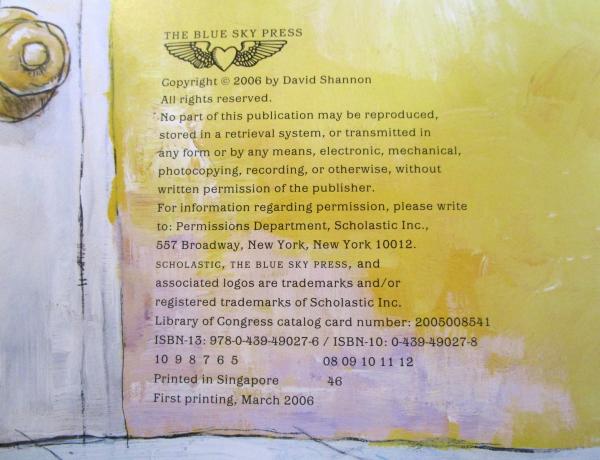 THE BLUE SKY PRESS
Copyright © 2006 by David Shannon
All rights reserved.
No part of this publication may be reproduced,
stored in a retrieval system, or transmitted in
any form or by any means, electronic, mechanical,
photocopying, recording, or otherwise, without
written permission of the publisher.
For information regarding permission, please write
to: Permissions Department, Scholastic Inc.,
557 Broadway, New York, New York 10012.
SCHOLASTIC, THE BLUE SKY PRESS, and
associated logos are trademarks and/or
registered trademarks of Scholastic Inc.
Library of Congress catalog card number: 2005008541
ISBN-13: 978-0-439-49027-6 / ISBN-10: 0-439-49027-8
10 9 8 7 6 5 08 09 10 11 12
Printed in Singapore 46
First printing, March 2006